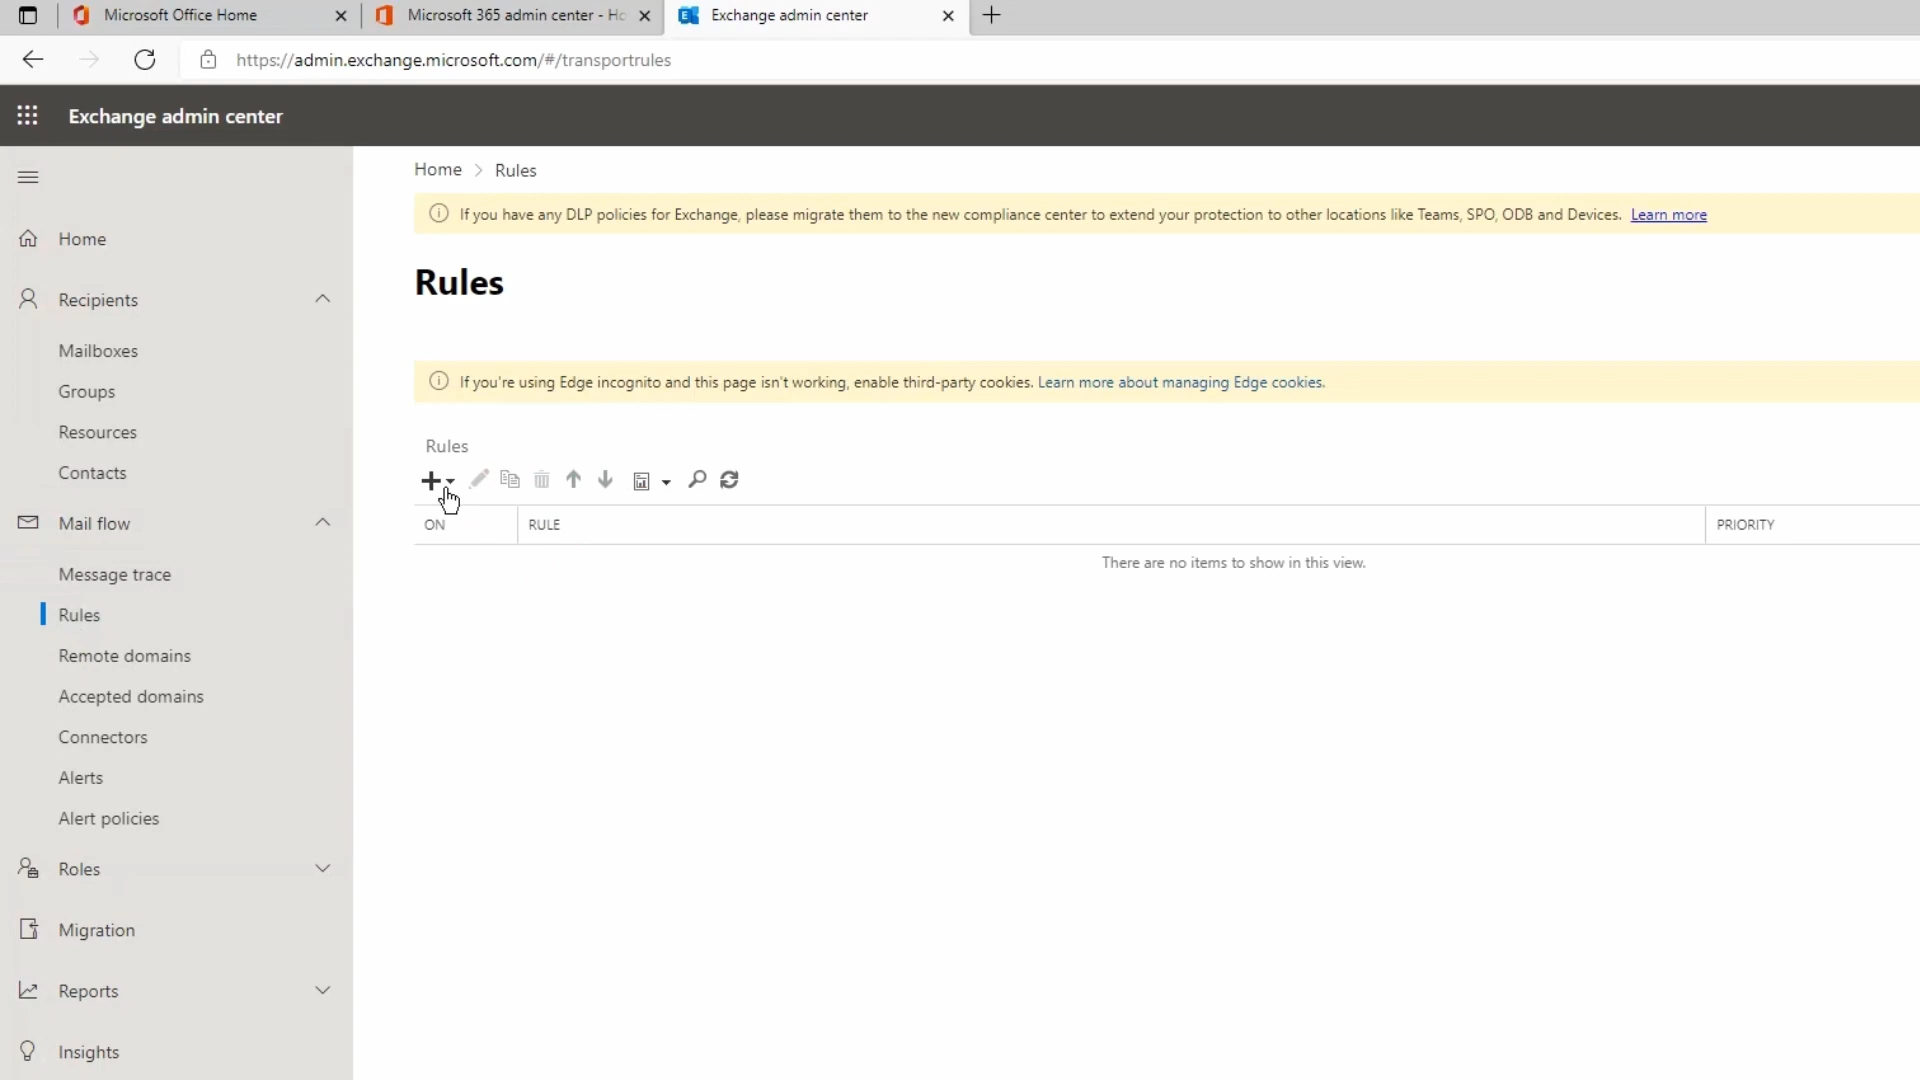 Microsoft Office Home
Microsoft 365 admin center - Ho
Exchange admin center
https://admin.exchange.microsoft.com/#/transportrules
Exchange admin center
Home
Recipients
Mailboxes
Groups
Resources
Contacts
Mail flow
Message trace
Rules
Remote domains
Accepted domains
Connectors
Alerts
Alert policies
Roles
Migration
Reports
Insights
Home > Rules
If you have any DLP policies for Exchange, please migrate them to the new compliance center to extend your protection to other locations like Teams, SPO, ODB and Devices. Learn more
Rules
If you're using Edge incognito and this page isn't working, enable third-party cookies. Learn more about managing Edge cookies.
Rules
ON RULE PRIORITY
There are no items to show in this view.